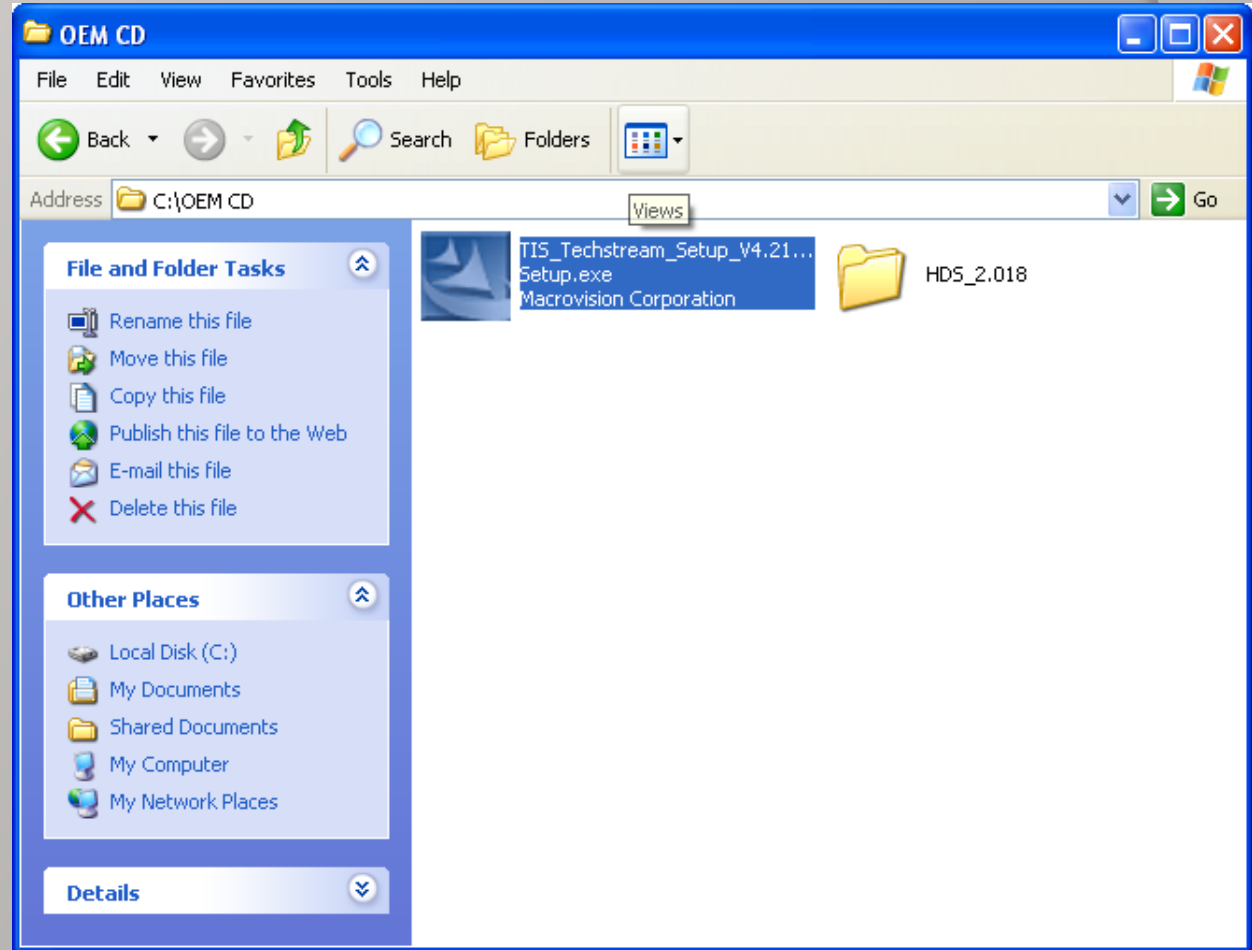 OEM CD
File Edit View Favorites Tools Help
Back Search Folders
Address C:\OEM CD Go
Views
File and Folder Tasks
Rename this file
Move this file
Copy this file
Publish this file to the Web
E-mail this file
Delete this file
Other Places
Local Disk (C:)
My Documents
Shared Documents
My Computer
My Network Places
Details
TIS_Techstream_Setup_V4.21...
Setup.exe
Macrovision Corporation
HDS_2.018